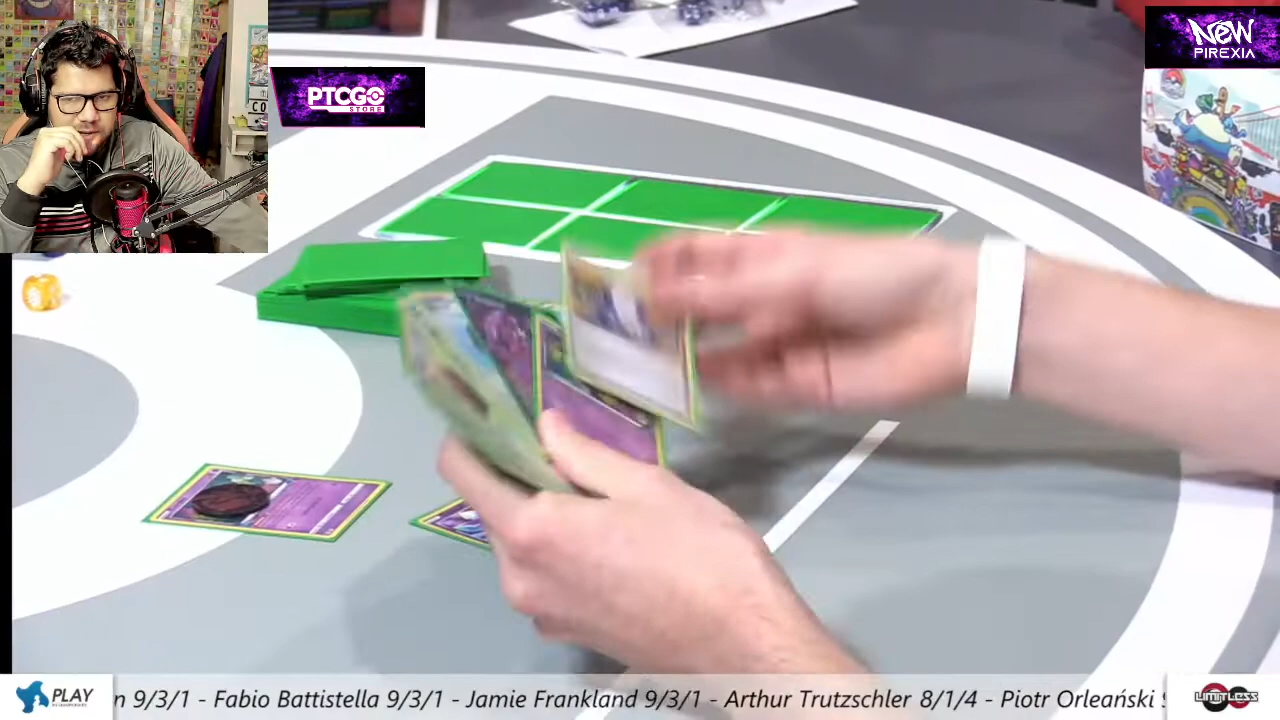 NEW
PIREXIA
PTCGO
STORE
CO
PLAY
n 9/3/1 - Fabio Battistella 9/3/1 - Jamie Frankland 9/3/1 - Arthur Trutzschler 8/1/4 - Piotr Orleański
LIMITLESS